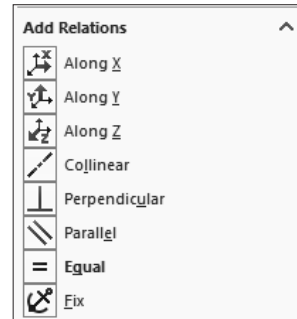 Add Relations
Along X
Along Y
Along Z
Collinear
Perpendicular
Parallel
Equal
Fix